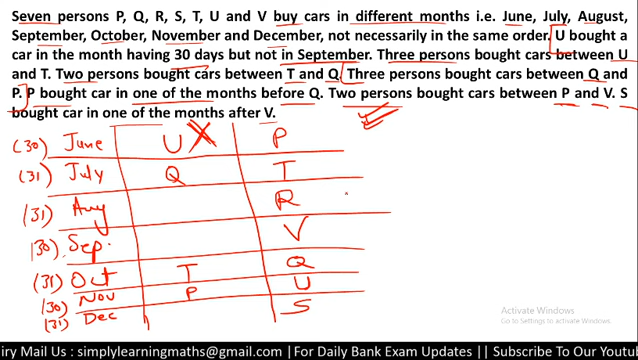 Seven persons P, Q, R, S, T, U and V buy cars in different months i.e. June, July, August,
September, October, November and December, not necessarily in the same order. U bought a
car in the month having 30 days but not in September. Three persons bought cars between U
and T. Two persons bought cars between T and Q. Three persons bought cars between Q and
P. P bought car in one of the months before Q. Two persons bought cars between P and V. S
bought car in one of the months after V.
(30) June U P
(31) July Q T
(31) Aug R
(30) Sep. V
(31) Oct T Q
(30) Nov P U
(31) Dec S
Activate Windows
Go to Settings to activate Windows.
iry Mail Us : simplylearningmaths@gmail.com | For Daily Bank Exam Updates || Subscribe To Our Youtu